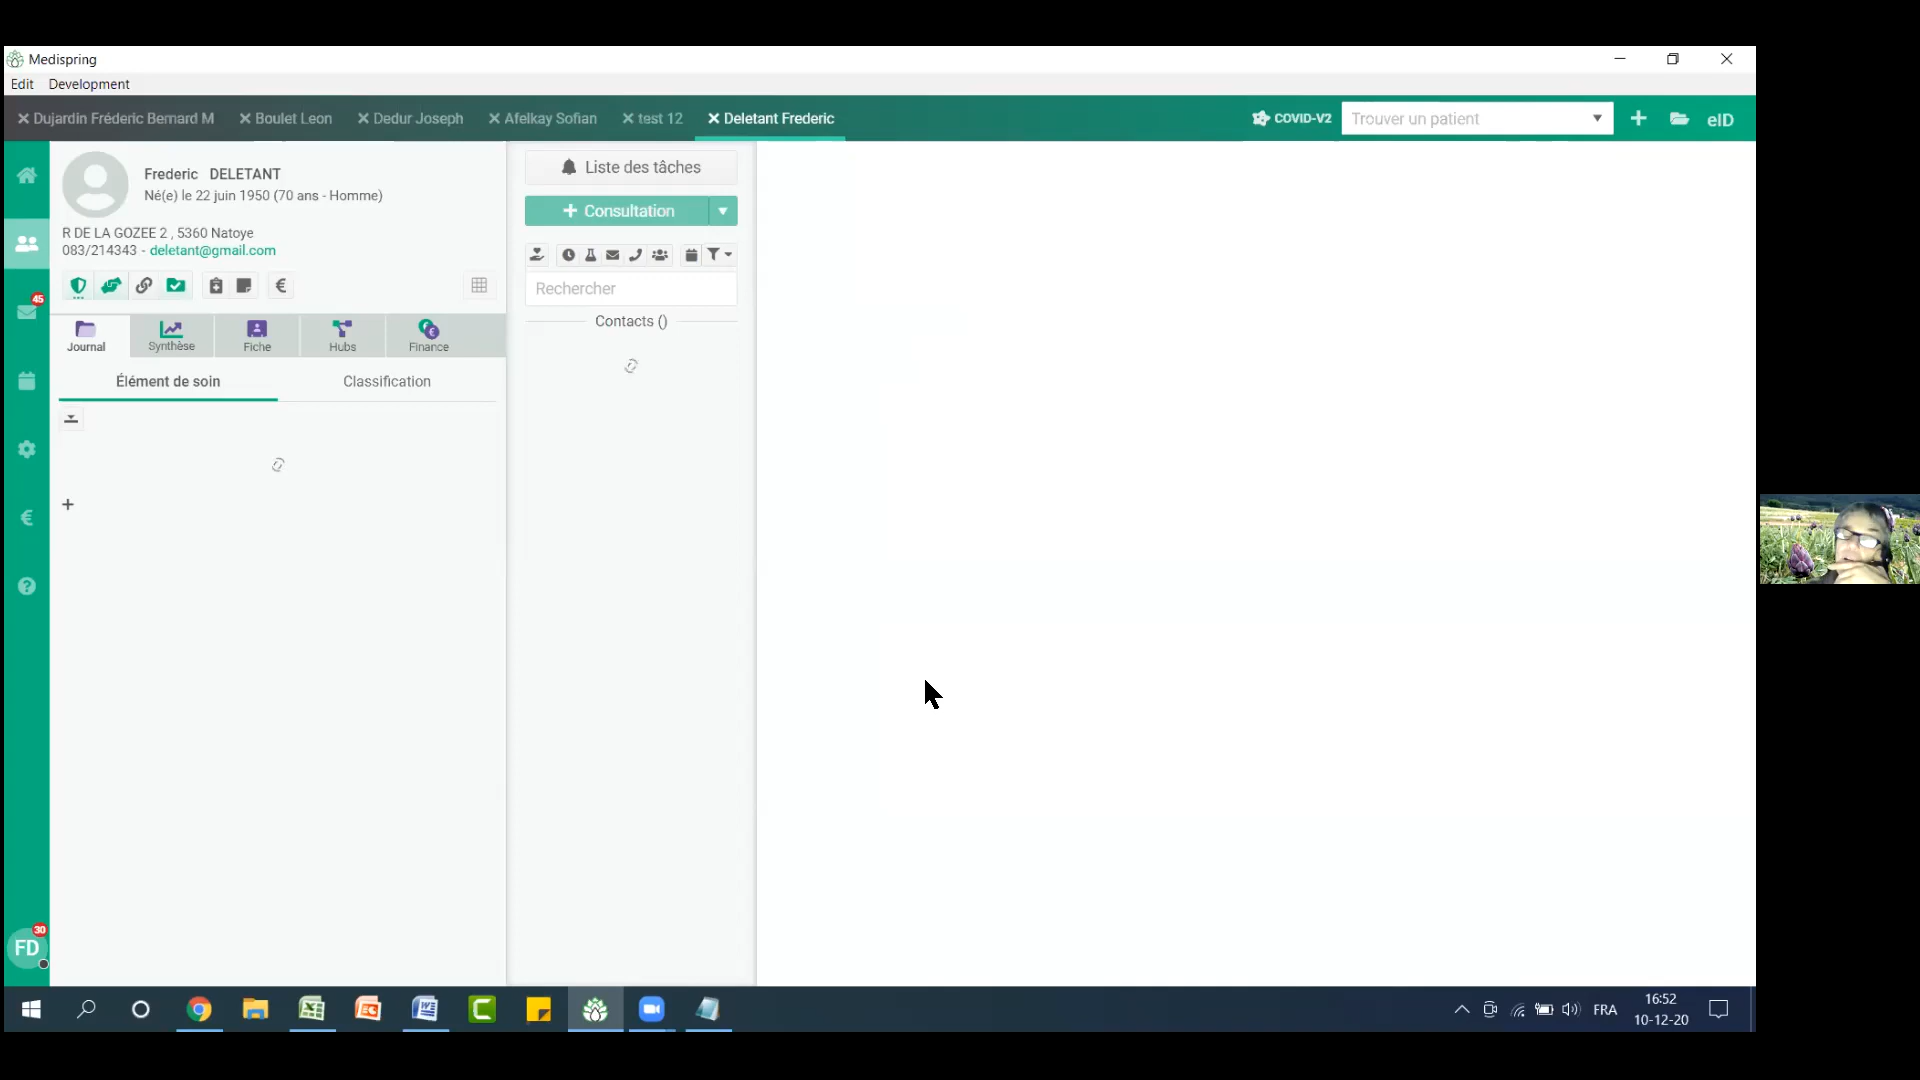 Medispring
Edit Development
Dujardin Fréderic Bernard M Boulet Leon Dedur Joseph Afelkay Sofian test 12 Deletant Frederic COVID-V2 Trouver un patient eID
Frederic DELETANT
Né(e) le 22 juin 1950 (70 ans - Homme)
R DE LA GOZEE 2 , 5360 Natoye
083/214343 - deletant@gmail.com
Journal Synthèse Fiche Hubs Finance
Élément de soin Classification
Liste des tâches
Consultation
Rechercher
Contacts ()
45
30
FD
FRA
16:52
10-12-20